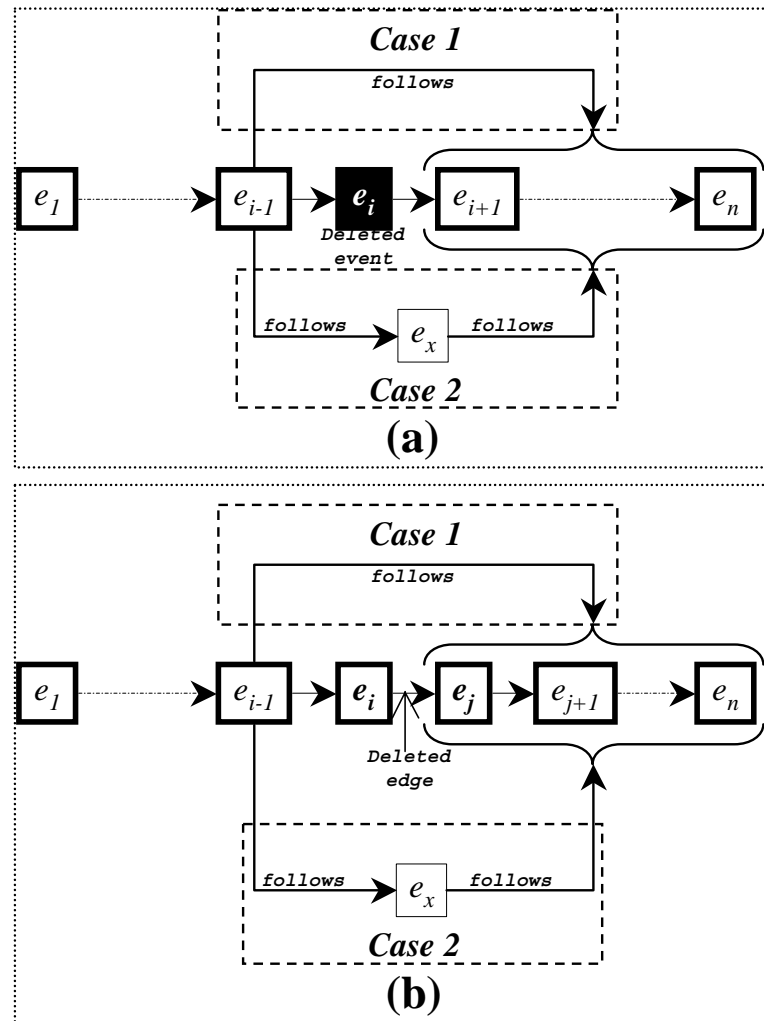 Case 1
follows
e1 ei-1 ei ei+1 en
Deleted
event
follows ex follows
Case 2
(a)
Case 1
follows
e1 ei-1 ei ej ej+1 en
Deleted
edge
follows ex follows
Case 2
(b)